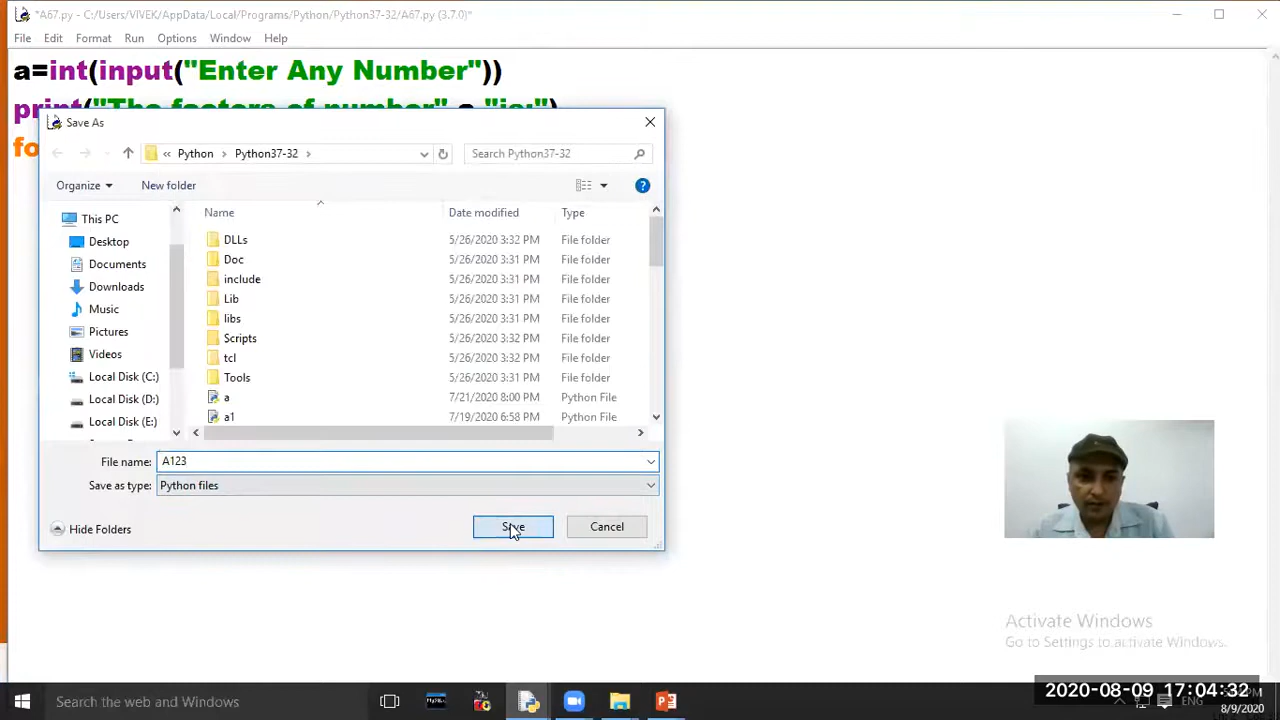 *A67.py - C:/Users/VIVEK/AppData/Local/Programs/Python/Python37-32/A67.py (3.7.0)*
File Edit Format Run Options Window Help
a=int(input("Enter Any Number"))
print("The factors of number",a,"is:")
fo
Save As
« Python > Python37-32 >
Search Python37-32
Organize
New folder
This PC
Desktop
Documents
Downloads
Music
Pictures
Videos
Local Disk (C:)
Local Disk (D:)
Local Disk (E:)
Name Date modified Type
DLLs 5/26/2020 3:32 PM File folder
Doc 5/26/2020 3:31 PM File folder
include 5/26/2020 3:31 PM File folder
Lib 5/26/2020 3:31 PM File folder
libs 5/26/2020 3:31 PM File folder
Scripts 5/26/2020 3:32 PM File folder
tcl 5/26/2020 3:32 PM File folder
Tools 5/26/2020 3:31 PM File folder
a 7/21/2020 8:00 PM Python File
a1 7/19/2020 6:58 PM Python File
File name: A123
Save as type: Python files
Hide Folders
Save
Cancel
Activate Windows
Go to Settings to activate Windows.
Search the web and Windows
2020-08-09 17:04:32
ENG
8/9/2020